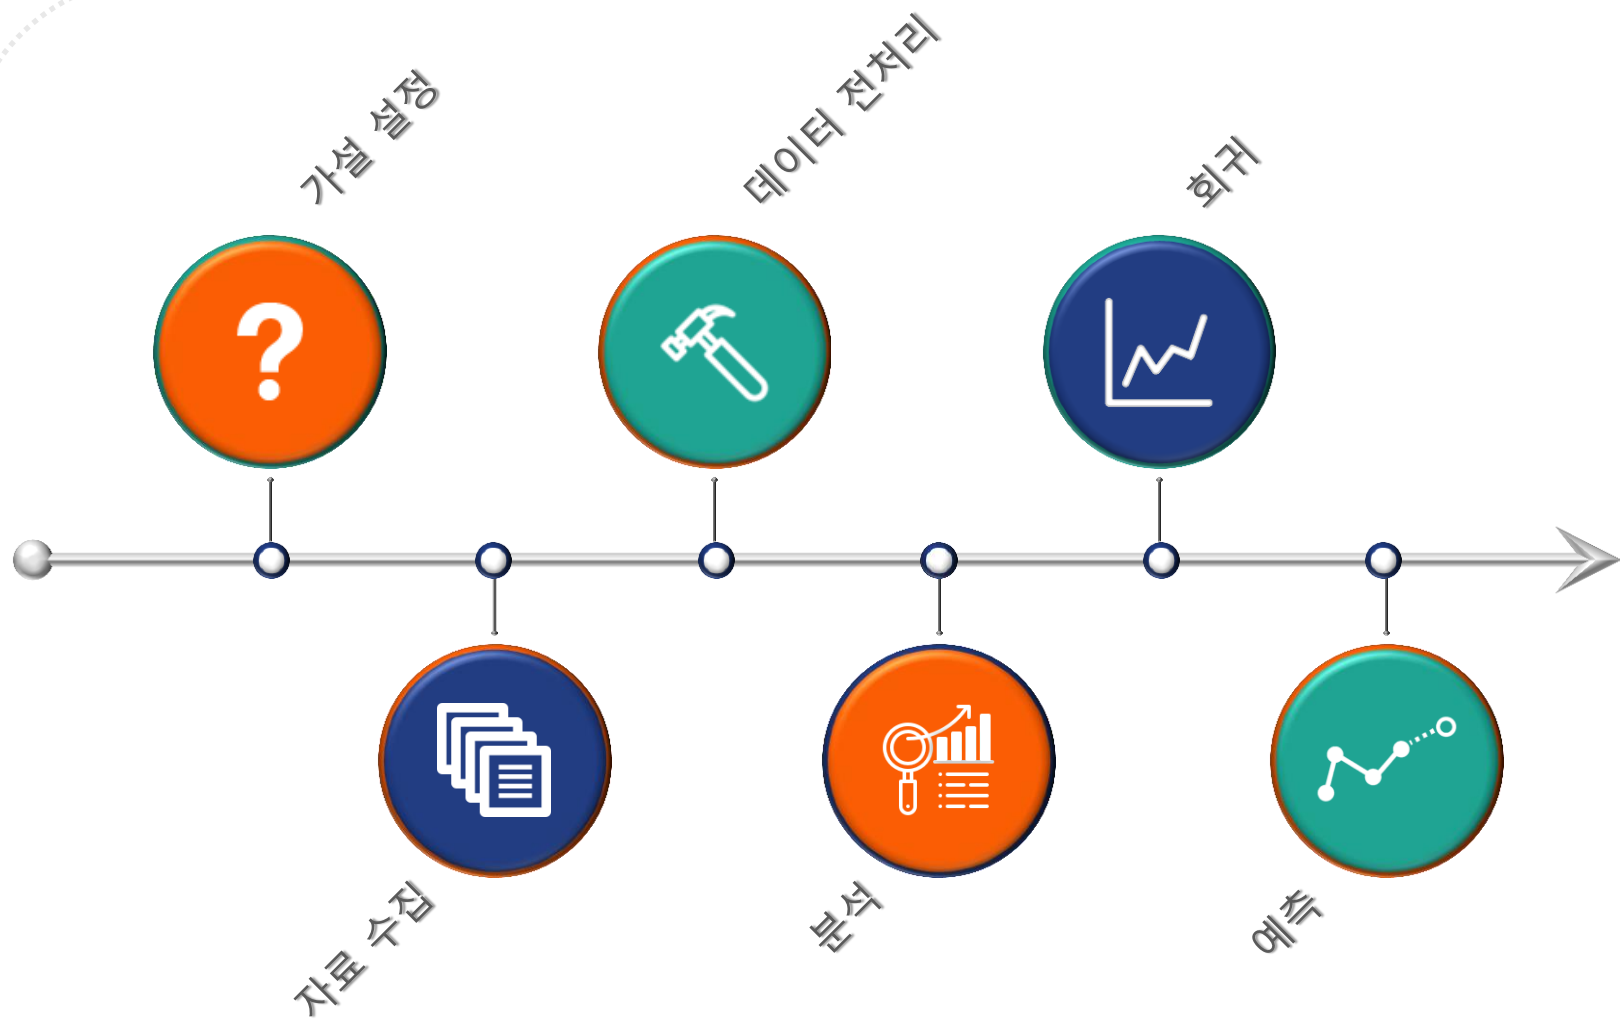 가설 설정
자료 수집
데이터 전처리
분석
회귀
예측